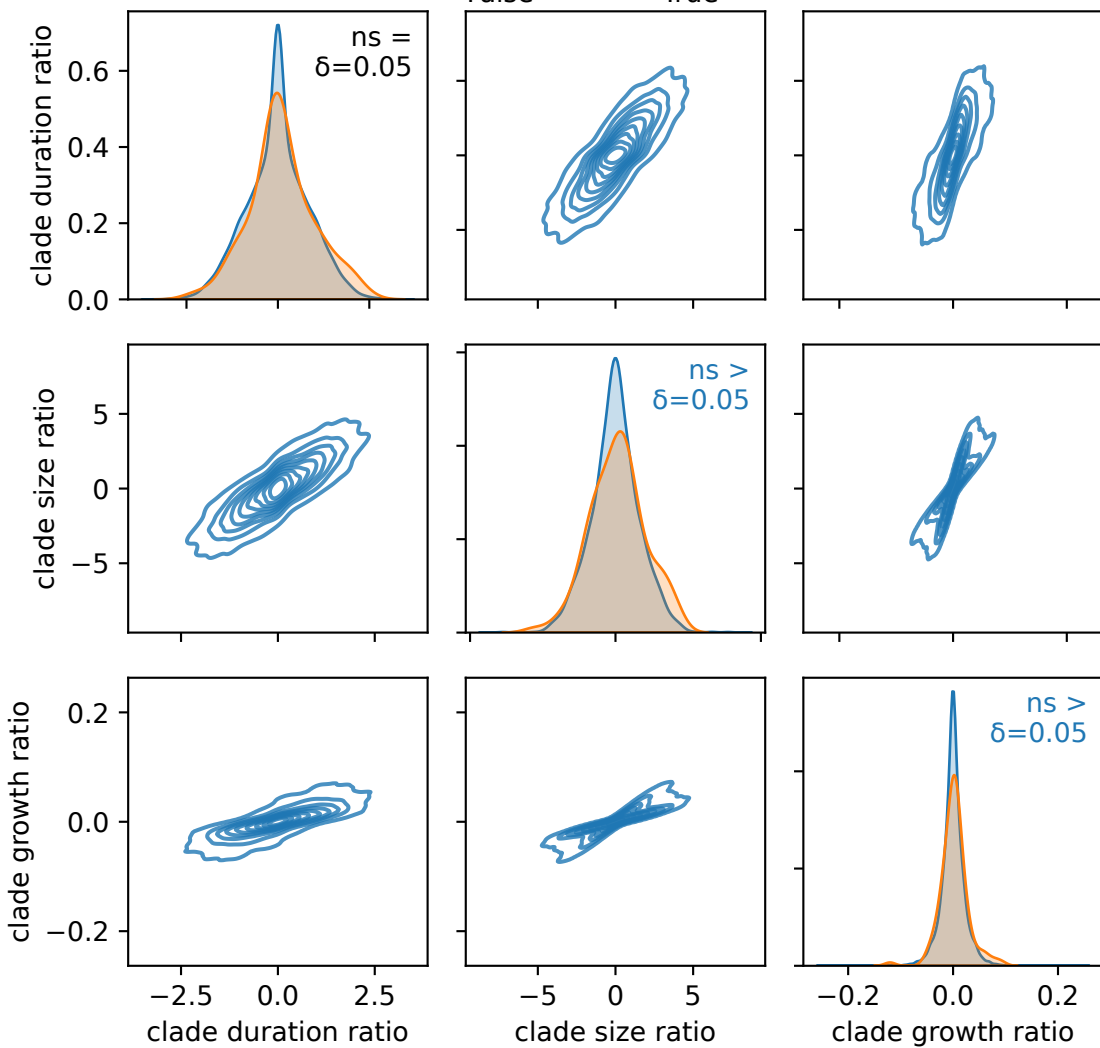 clade duration ratio
0.6
0.4
0.2
0.0
ns =
δ=0.05
clade size ratio
5
0
−5
ns >
δ=0.05
clade growth ratio
0.2
0.0
−0.2
ns >
δ=0.05
−2.5 0.0 2.5
−5 0 5
−0.2 0.0 0.2
clade duration ratio
clade size ratio
clade growth ratio